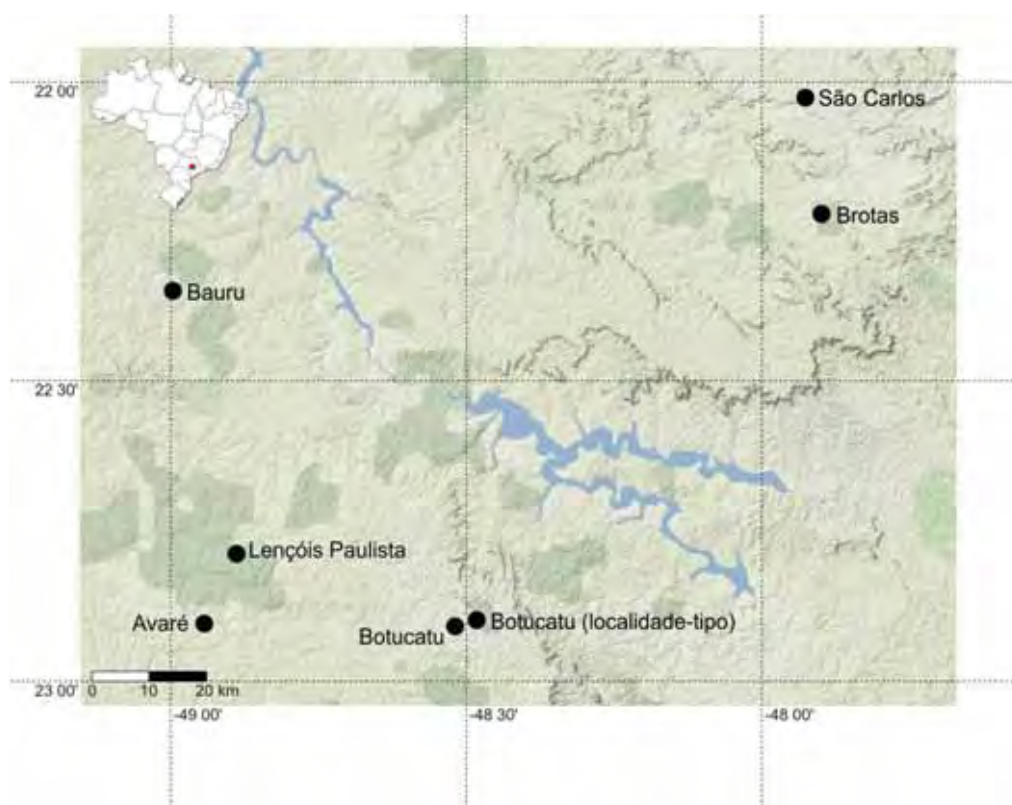 22 00'
São Carlos
Brotas
Bauru
22 30'
Lençóis Paulista
Avaré
Botucatu (localidade-tipo)
Botucatu
0 10 20 km
23 00'
-49 00'
-48 30'
-48 00'